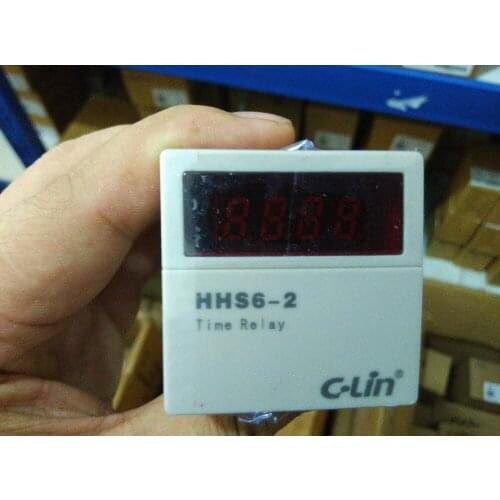 8888
HHS6-2
Time Relay
C-Lin®